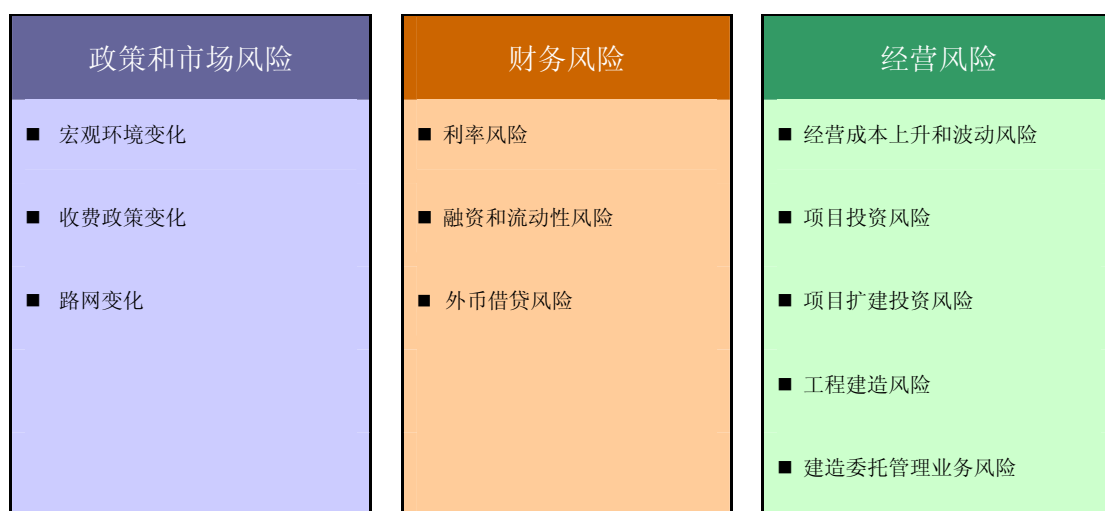 政策和市场风险
■ 宏观环境变化
■ 收费政策变化
■ 路网变化
财务风险
■ 利率风险
■ 融资和流动性风险
■ 外币借贷风险
经营风险
■ 经营成本上升和波动风险
■ 项目投资风险
■ 项目扩建投资风险
■ 工程建造风险
■ 建造委托管理业务风险